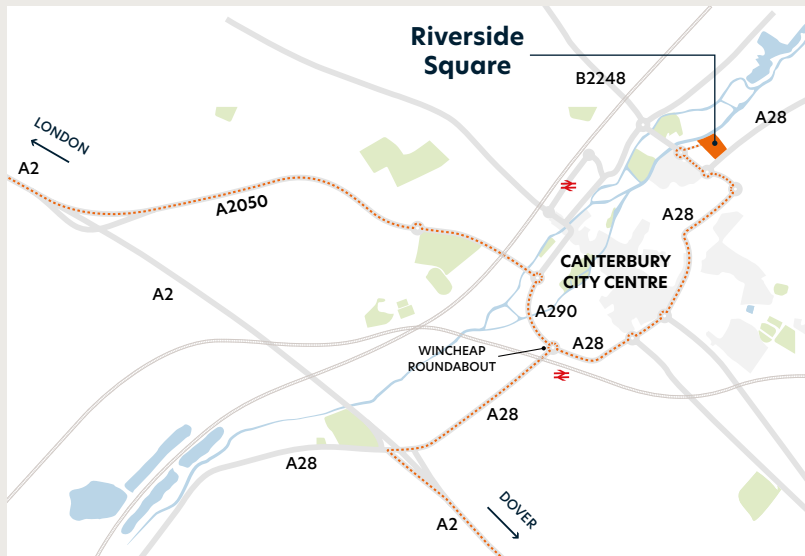 Riverside
Square
B2248
A28
LONDON
A2
A2050
A28
A2
CANTERBURY
CITY CENTRE
A290
A28
WINCHEAP
ROUNDABOUT
A28
A28
DOVER
A2